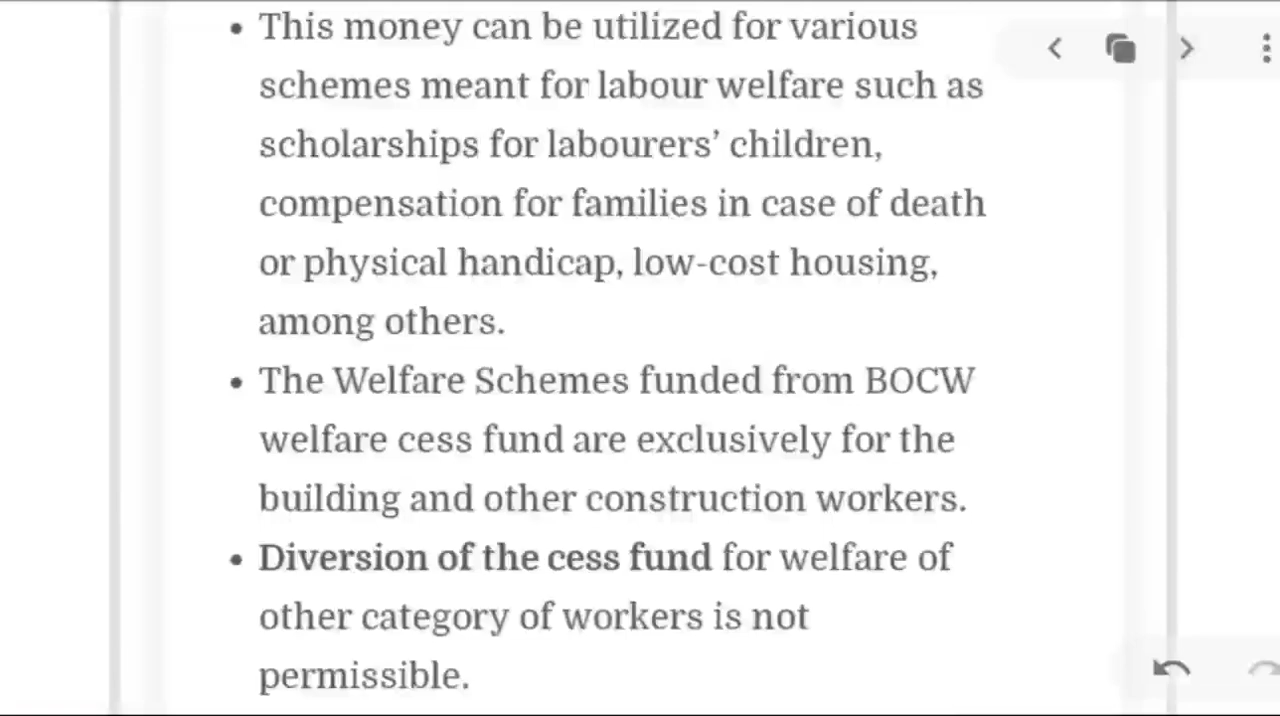 • This money can be utilized for various
schemes meant for labour welfare such as
scholarships for labourers’ children,
compensation for families in case of death
or physical handicap, low-cost housing,
among others.
• The Welfare Schemes funded from BOCW
welfare cess fund are exclusively for the
building and other construction workers.
• Diversion of the cess fund for welfare of
other category of workers is not
permissible.